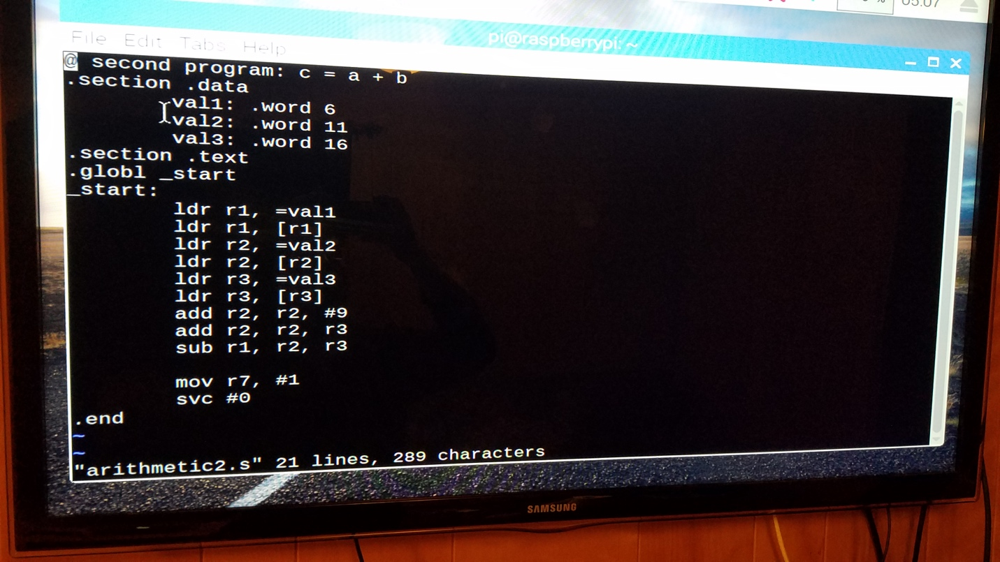 05:07
pi@raspberrypi: ~
File Edit Tabs Help
@ second program: c = a + b
.section .data
val1: .word 6
val2: .word 11
val3: .word 16
.section .text
.globl _start
_start:
ldr r1, =val1
ldr r1, [r1]
ldr r2, =val2
ldr r2, [r2]
ldr r3, =val3
ldr r3, [r3]
add r2, r2, #9
add r2, r2, r3
sub r1, r2, r3
mov r7, #1
svc #0
.end
~
~
"arithmetic2.s" 21 lines, 289 characters
SAMSUNG